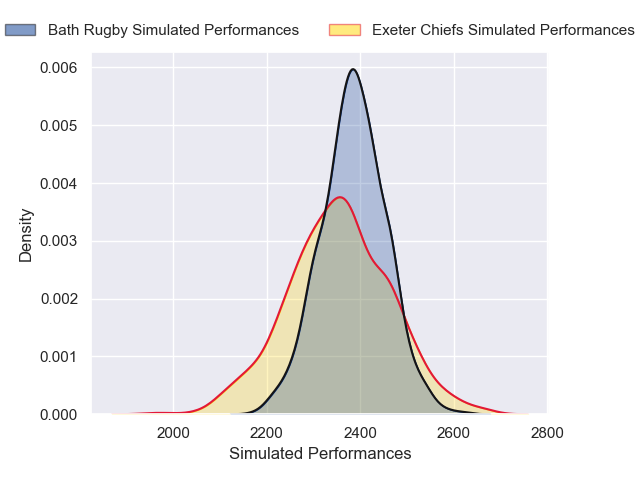 Bath Rugby Simulated Performances Exeter Chiefs Simulated Performances
0.006
0.005
0.004
0.003
0.002
0.001
0.000
Density
2000 2200 2400 2600 2800
Simulated Performances